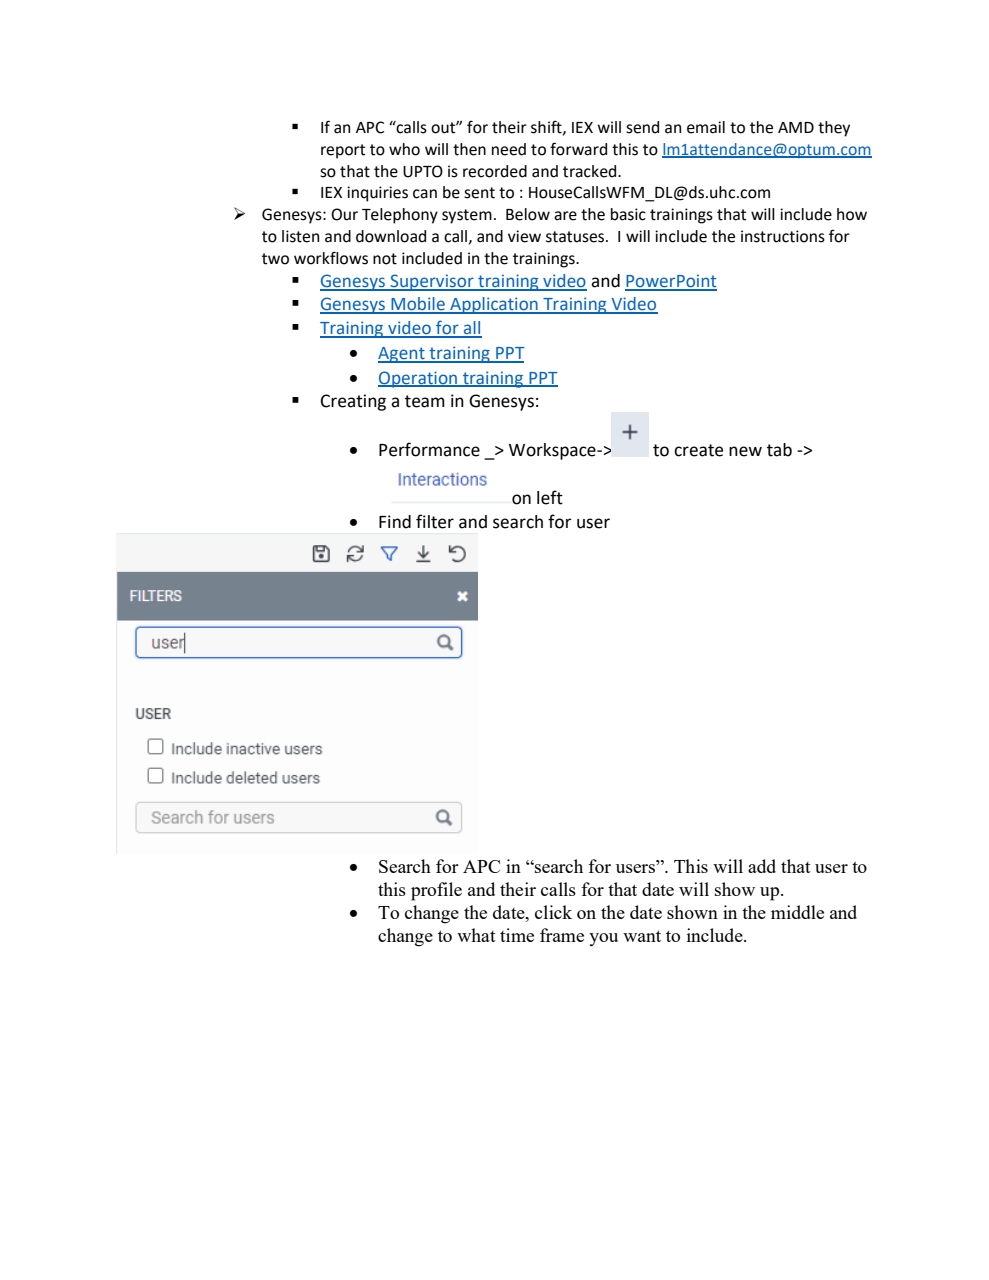 ▪ If an APC “calls out” for their shift, IEX will send an email to the AMD they
report to who will then need to forward this to lm1attendance@optum.com
so that the UPTO is recorded and tracked.
▪ IEX inquiries can be sent to : HouseCallsWFM_DL@ds.uhc.com
➢ Genesys: Our Telephony system.  Below are the basic trainings that will include how
to listen and download a call, and view statuses.  I will include the instructions for
two workflows not included in the trainings.
▪ Genesys Supervisor training video and PowerPoint
▪ Genesys Mobile Application Training Video
▪ Training video for all
• Agent training PPT
• Operation training PPT
▪ Creating a team in Genesys:
• Performance _> Workspace-> + to create new tab ->
Interactions
on left
• Find filter and search for user
FILTERS ✖
user
USER
Include inactive users
Include deleted users
Search for users
• Search for APC in “search for users”. This will add that user to
this profile and their calls for that date will show up.
• To change the date, click on the date shown in the middle and
change to what time frame you want to include.